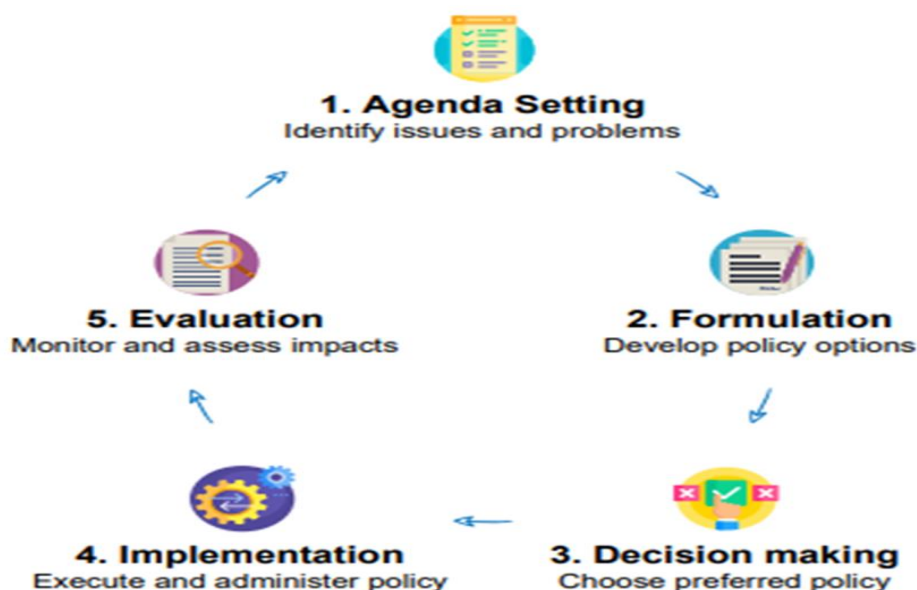 1. Agenda Setting
Identify issues and problems
2. Formulation
Develop policy options
3. Decision making
Choose preferred policy
4. Implementation
Execute and administer policy
5. Evaluation
Monitor and assess impacts